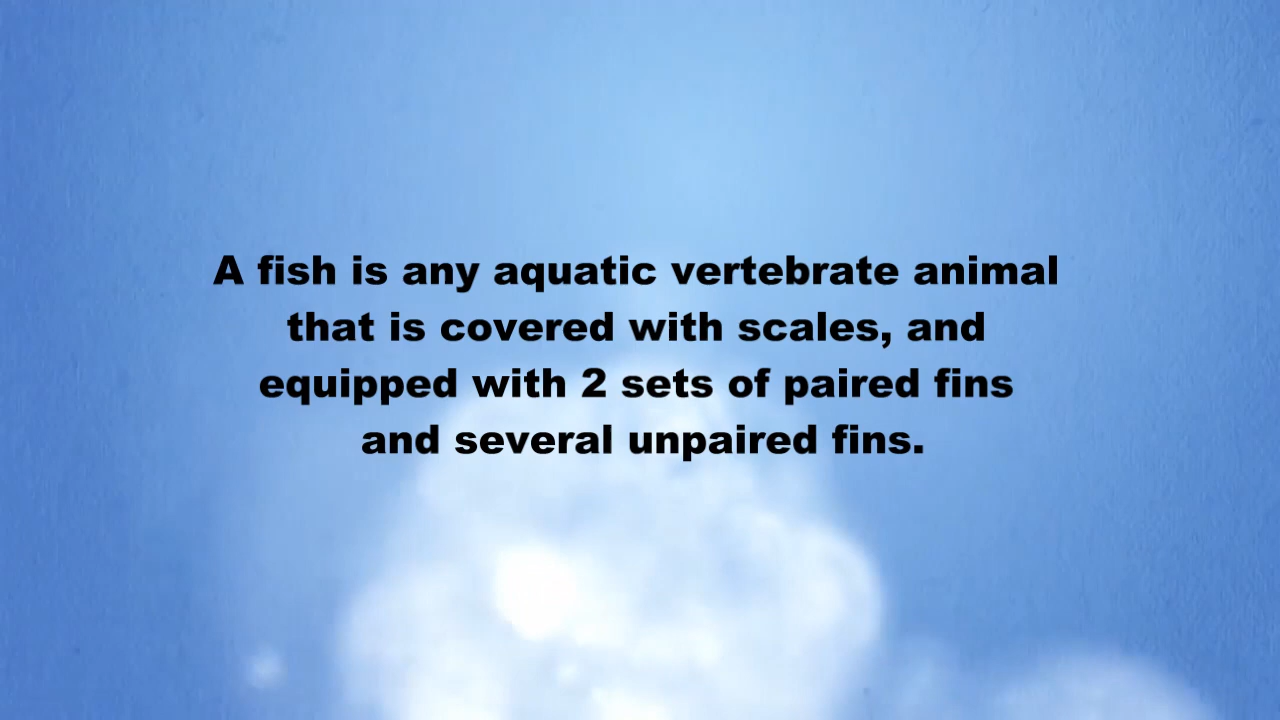 A fish is any aquatic vertebrate animal
that is covered with scales, and
equipped with 2 sets of paired fins
and several unpaired fins.